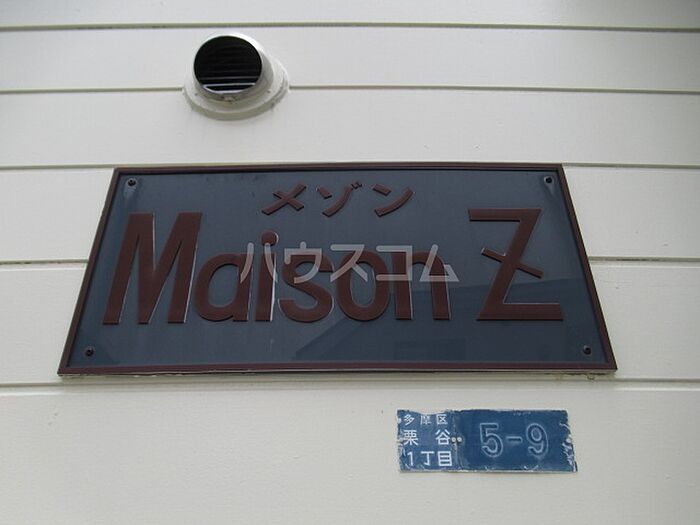 メゾン
Maison Z
ハウスコム
多摩区
栗谷
1丁目
5-9